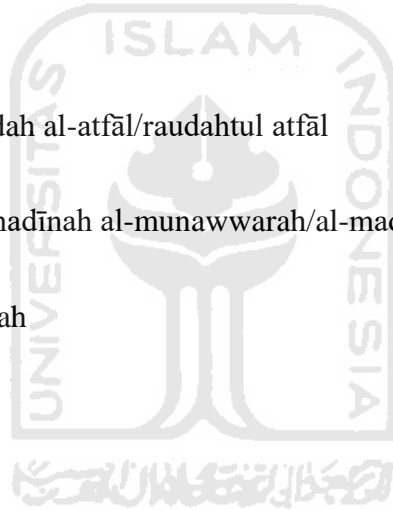 ISLAM
UNIVERSITAS
INDONESIA
dah al-atfāl/raudahtul atfāl
madīnah al-munawwarah/al-mad
ah